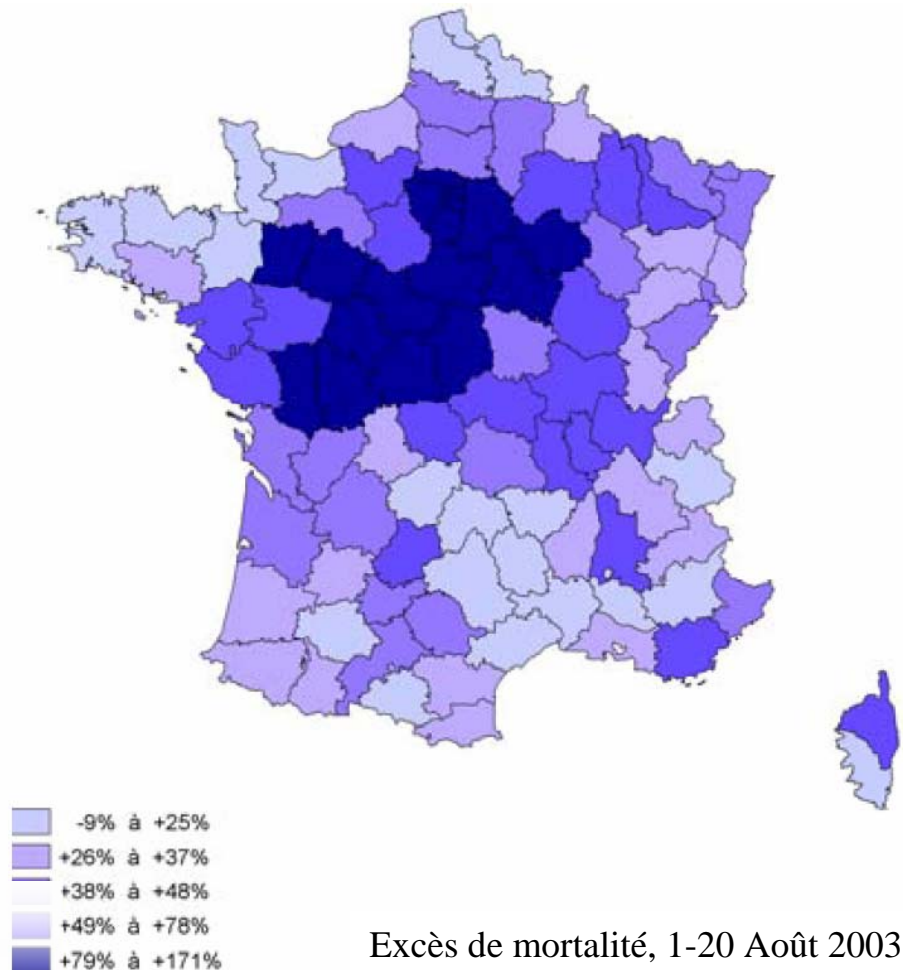 -9% à +25%
+26% à +37%
+38% à +48%
+49% à +78%
+79% à +171%
Excès de mortalité, 1-20 Août 2003